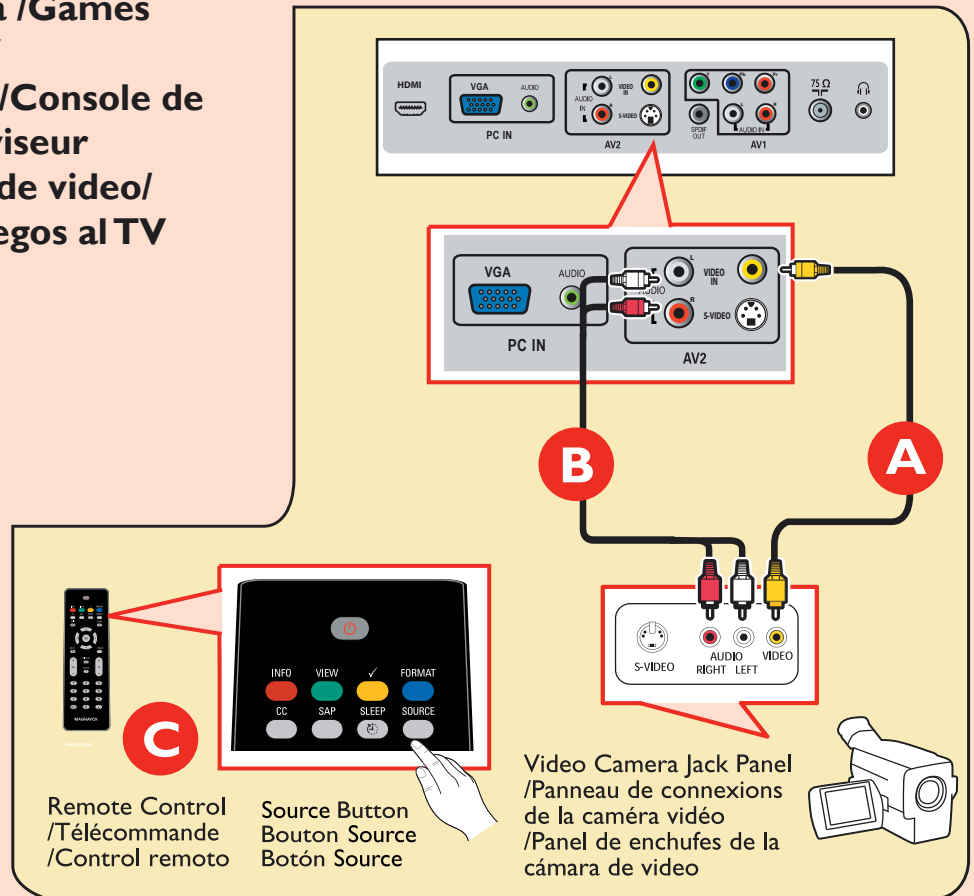 /Games
/Console de
viseur
de video/
egos al TV
HDMI
VGA
AUDIO
PC IN
AUDIO
IN
L
R
VIDEO
IN
S-VIDEO
AV2
Y
Pb
Pr
SPDIF
OUT
L
R
AUDIO IN
AV1
75 Ω
VGA
AUDIO
PC IN
L
R
AUDIO
VIDEO
IN
S-VIDEO
AV2
B
A
S-VIDEO
AUDIO
RIGHT LEFT
VIDEO
INFO VIEW ✓ FORMAT
CC SAP SLEEP SOURCE
MAGNAVOX
C
Remote Control
/Télécommande
/Control remoto
Source Button
Bouton Source
Botón Source
Video Camera Jack Panel
/Panneau de connexions
de la caméra vidéo
/Panel de enchufes de la
cámara de video